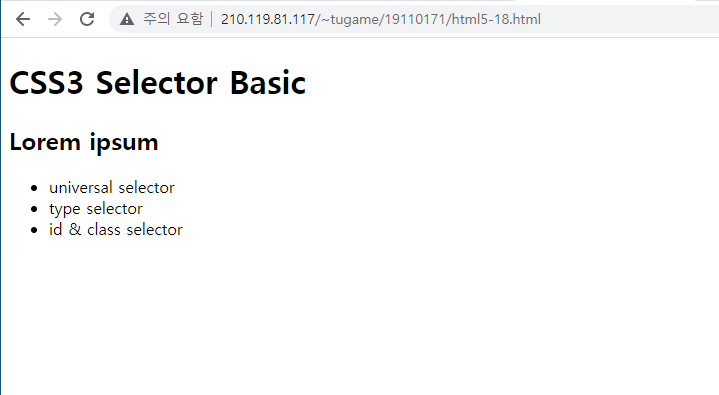 주의 요함 | 210.119.81.117/~tugame/19110171/html5-18.html
CSS3 Selector Basic
Lorem ipsum
universal selector
type selector
id & class selector